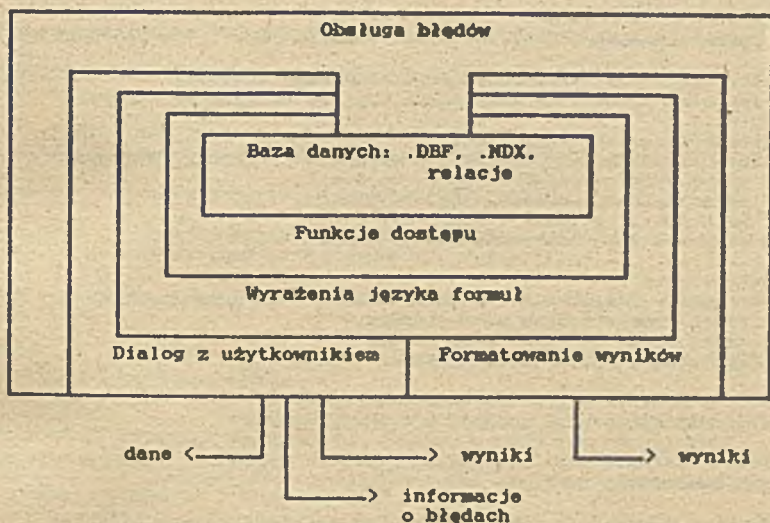 Obsługa błędów
Baza danych: .DBF, .NDX,
relacje
Funkcje dostępu
Wyrażenia języka formuł
Dialog z użytkownikiem
Formatowanie wyników
dane <
> wyniki
> wyniki
> informacje
o błędach